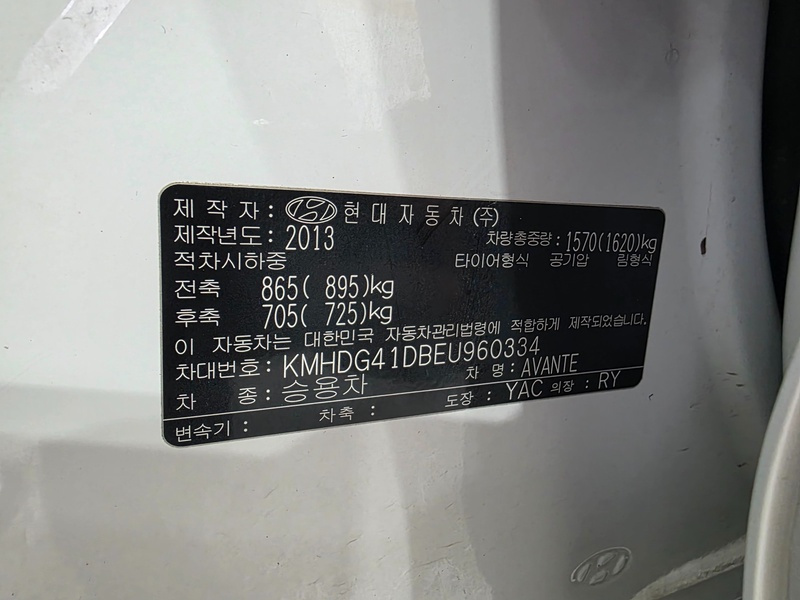 제 작 자 : 현대자동차(주)
제작년도 : 2013 차량총중량 : 1570(1620)kg
적차시하중 타이어형식 공기압 림형식
전축 865( 895)kg
후축 705( 725)kg
이 자동차는 대한민국 자동차관리법령에 적합하게 제작되었습니다.
차대번호 : KMHDG41DBEU960334
차 종 : 승용차 차 명 : AVANTE
변속기 : 차축 : 도장 : YAC 의장 : RY